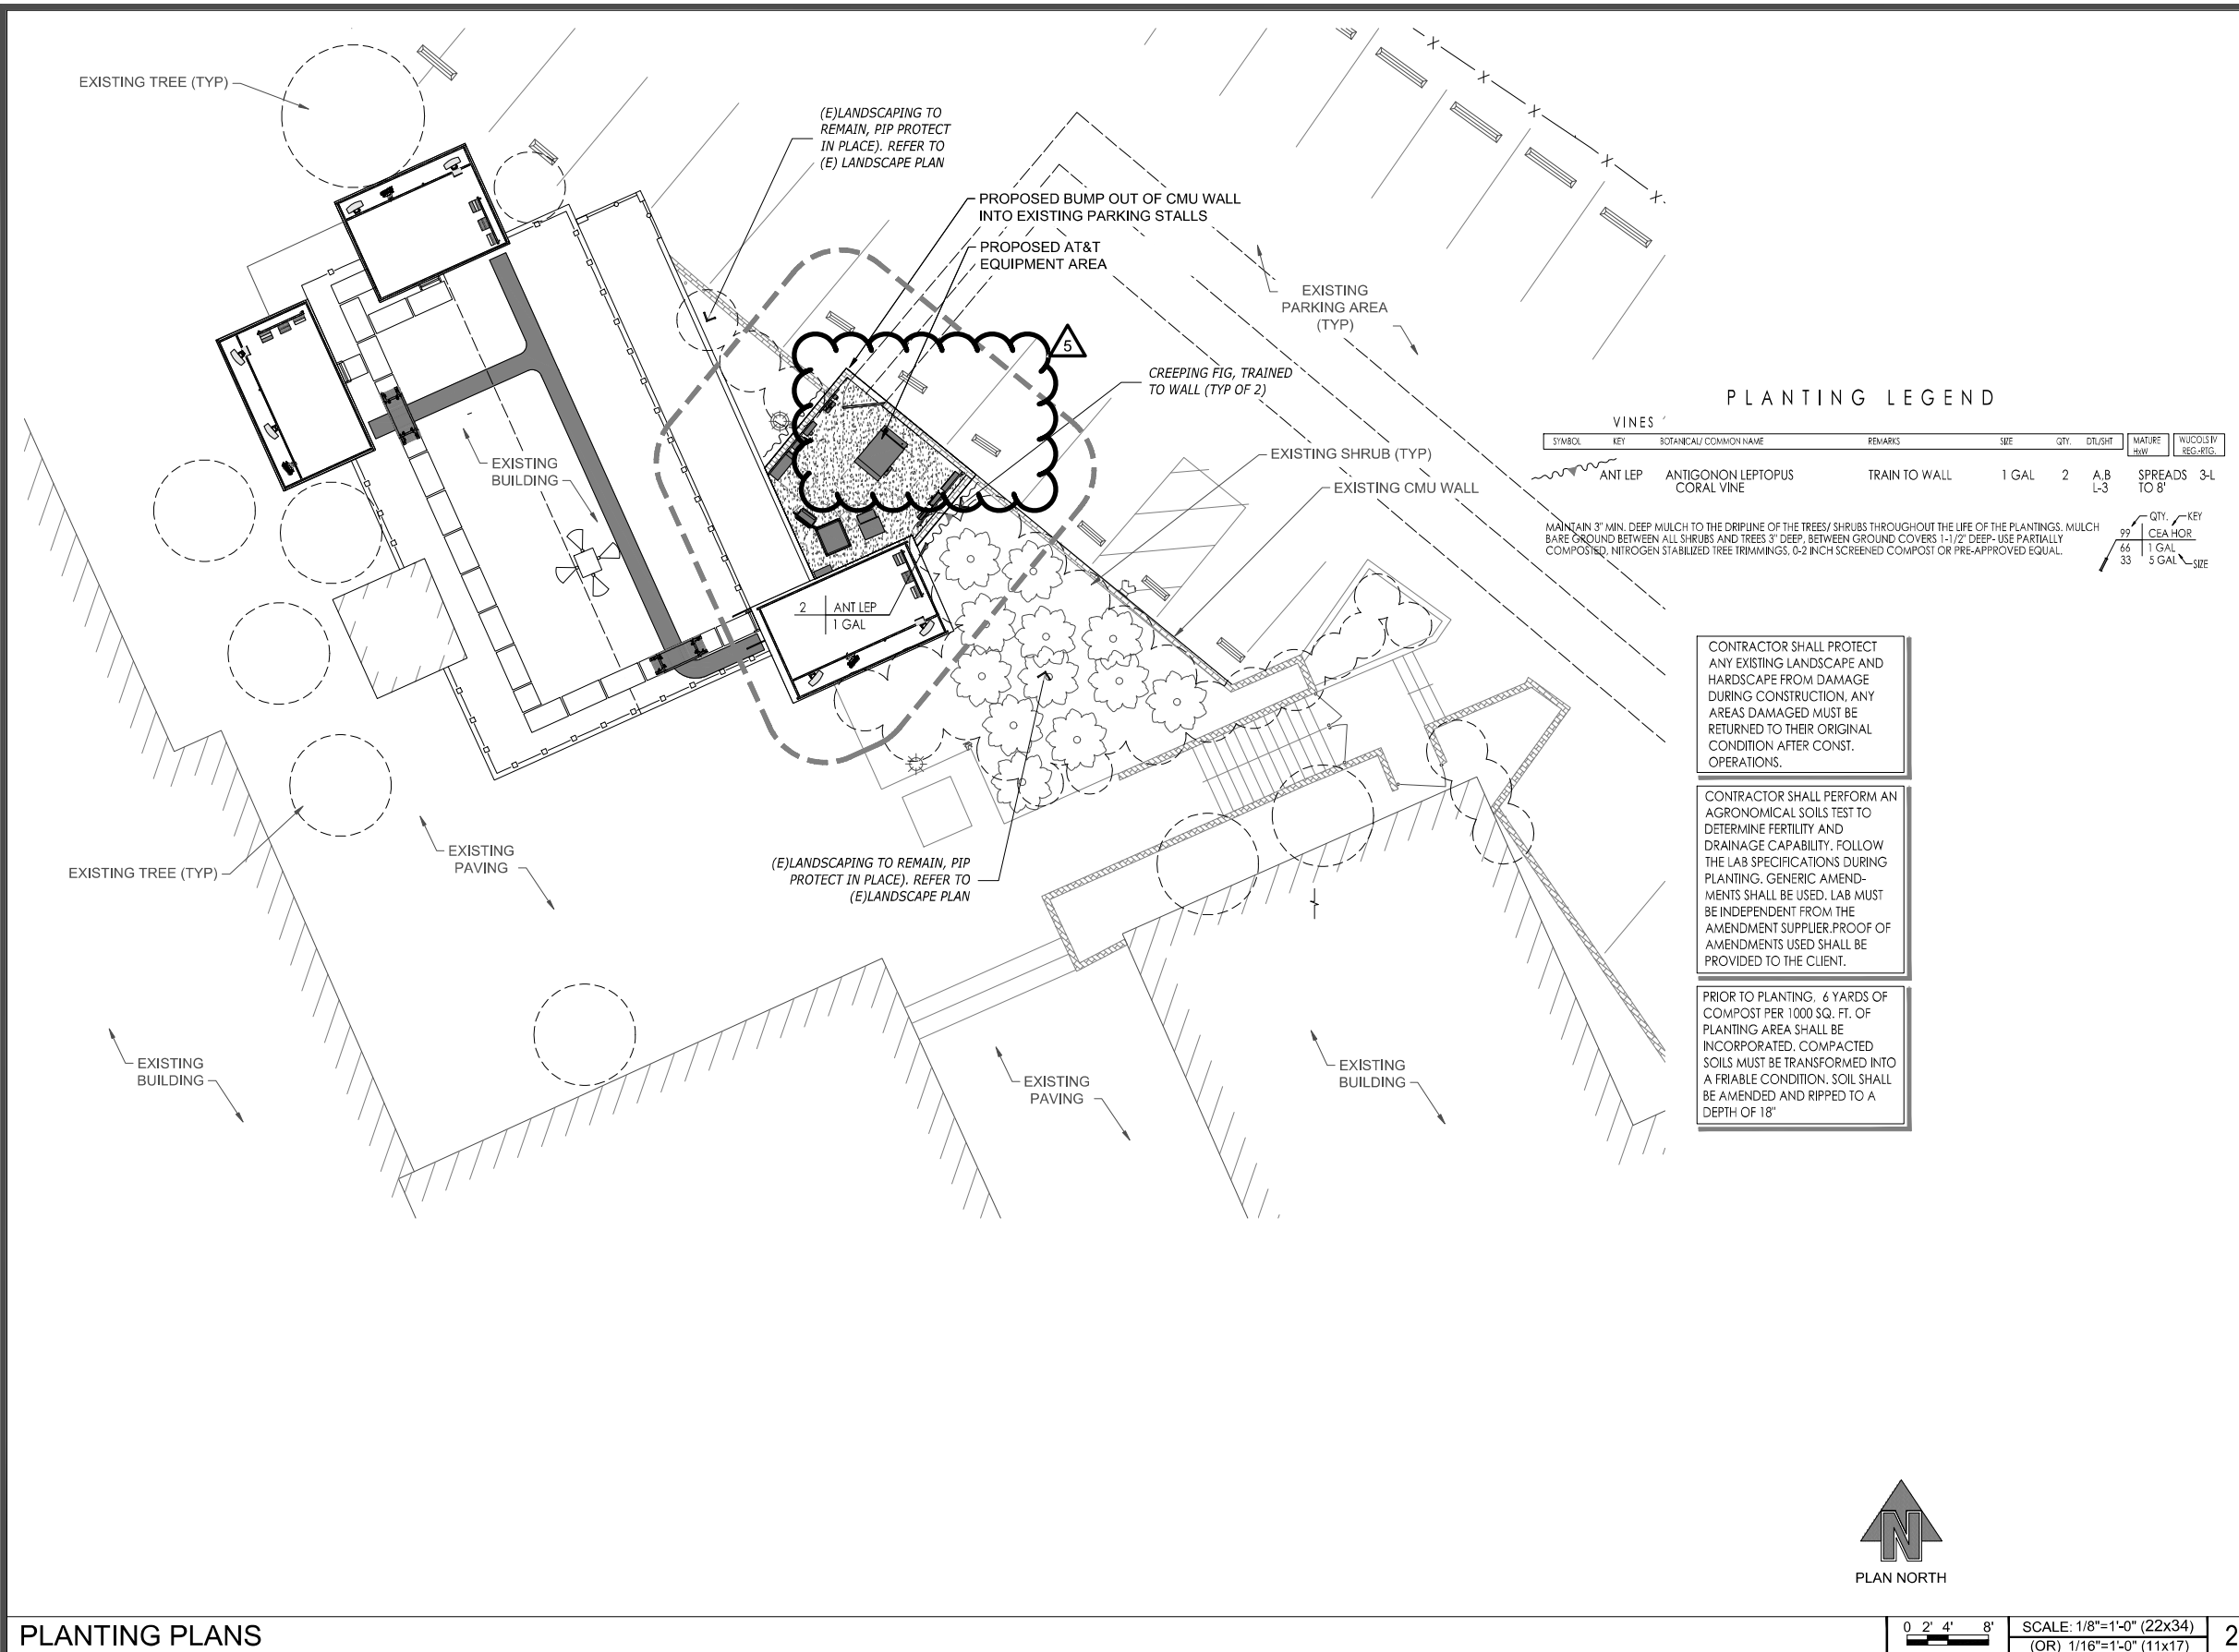 EXISTING TREE (TYP)
(E)LANDSCAPING TO
REMAIN, PIP PROTECT
IN PLACE). REFER TO
(E) LANDSCAPE PLAN
PROPOSED BUMP OUT OF CMU WALL
INTO EXISTING PARKING STALLS
PROPOSED AT&T
EQUIPMENT AREA
EXISTING
PARKING AREA
(TYP)
5
CREEPING FIG, TRAINED
TO WALL (TYP OF 2)
EXISTING SHRUB (TYP)
EXISTING CMU WALL
EXISTING
BUILDING
2 ANT LEP
1 GAL
EXISTING
PAVING
EXISTING TREE (TYP)
(E)LANDSCAPING TO REMAIN, PIP
PROTECT IN PLACE). REFER TO
(E)LANDSCAPE PLAN
EXISTING
BUILDING
EXISTING
PAVING
EXISTING
BUILDING
PLANTING LEGEND
VINES
SYMBOL KEY BOTANICAL/ COMMON NAME REMARKS SIZE QTY. DTL/SHT MATURE HxW WUCOLS IV REG.-RTG.
ANT LEP ANTIGONON LEPTOPUS TRAIN TO WALL 1 GAL 2 A,B SPREADS 3-L
CORAL VINE L-3 TO 8'
MAINTAIN 3" MIN. DEEP MULCH TO THE DRIPLINE OF THE TREES/ SHRUBS THROUGHOUT THE LIFE OF THE PLANTINGS. MULCH
BARE GROUND BETWEEN ALL SHRUBS AND TREES 3" DEEP, BETWEEN GROUND COVERS 1-1/2" DEEP- USE PARTIALLY
COMPOSTED, NITROGEN STABILIZED TREE TRIMMINGS, 0-2 INCH SCREENED COMPOST OR PRE-APPROVED EQUAL.
QTY. KEY
99 CEA HOR
66 1 GAL
33 5 GAL SIZE
CONTRACTOR SHALL PROTECT
ANY EXISTING LANDSCAPE AND
HARDSCAPE FROM DAMAGE
DURING CONSTRUCTION, ANY
AREAS DAMAGED MUST BE
RETURNED TO THEIR ORIGINAL
CONDITION AFTER CONST.
OPERATIONS.
CONTRACTOR SHALL PERFORM AN
AGRONOMICAL SOILS TEST TO
DETERMINE FERTILITY AND
DRAINAGE CAPABILITY. FOLLOW
THE LAB SPECIFICATIONS DURING
PLANTING. GENERIC AMEND-
MENTS SHALL BE USED. LAB MUST
BE INDEPENDENT FROM THE
AMENDMENT SUPPLIER.PROOF OF
AMENDMENTS USED SHALL BE
PROVIDED TO THE CLIENT.
PRIOR TO PLANTING, 6 YARDS OF
COMPOST PER 1000 SQ. FT. OF
PLANTING AREA SHALL BE
INCORPORATED. COMPACTED
SOILS MUST BE TRANSFORMED INTO
A FRIABLE CONDITION. SOIL SHALL
BE AMENDED AND RIPPED TO A
DEPTH OF 18"
N
PLAN NORTH
PLANTING PLANS
0 2' 4' 8'
SCALE: 1/8"=1'-0" (22x34)
(OR) 1/16"=1'-0" (11x17)
2